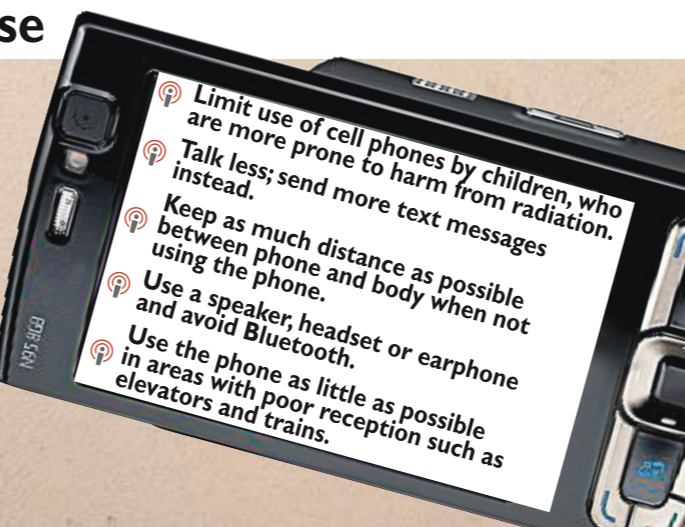 se
Limit use of cell phones by children, who
are more prone to harm from radiation.
Talk less; send more text messages
instead.
Keep as much distance as possible
between phone and body when not
using the phone.
Use a speaker, headset or earphone
and avoid Bluetooth.
Use the phone as little as possible
in areas with poor reception such as
elevators and trains.
N95 8GB